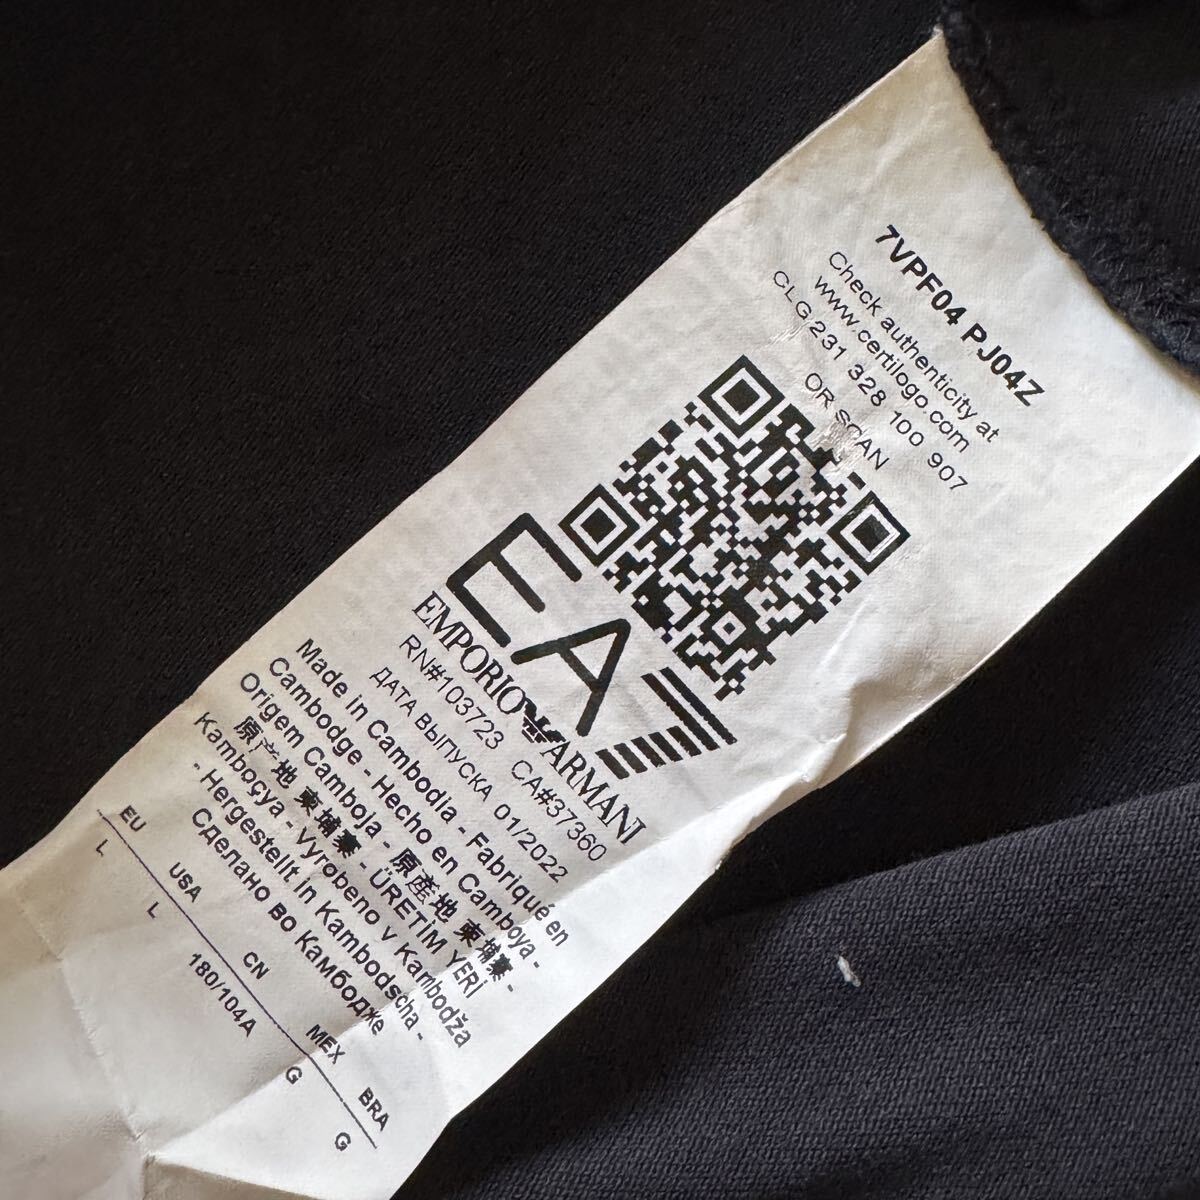 7VPF04 PJ04Z
Check authenticity at
www.certilogo.com
CLG 231 328 100 907
OR SCAN
EA7
EMPORIO ARMANI
RN#103723 CA#37360
ДАТА ВЫПУСКА 01/2022
Made in Cambodia - Fabriqué en
Cambodge - Hecho en Camboya -
Origem Camboja - 原産地 柬埔寨 -
原产地 柬埔寨 - ÜRETİM YERİ
Kamboçya - Vyrobeno v Kambodža
- Hergestellt in Kambodscha -
Сделано во Камбодже
EU USA CN MEX BRA
L L 180/104A G G